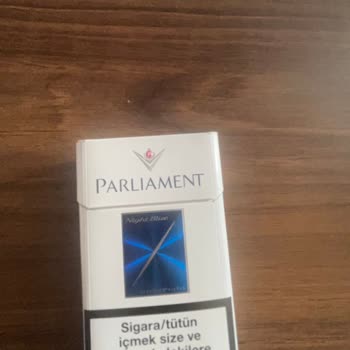 PARLIAMENT
Night Blue
Sigara/tütün
içmek size ve